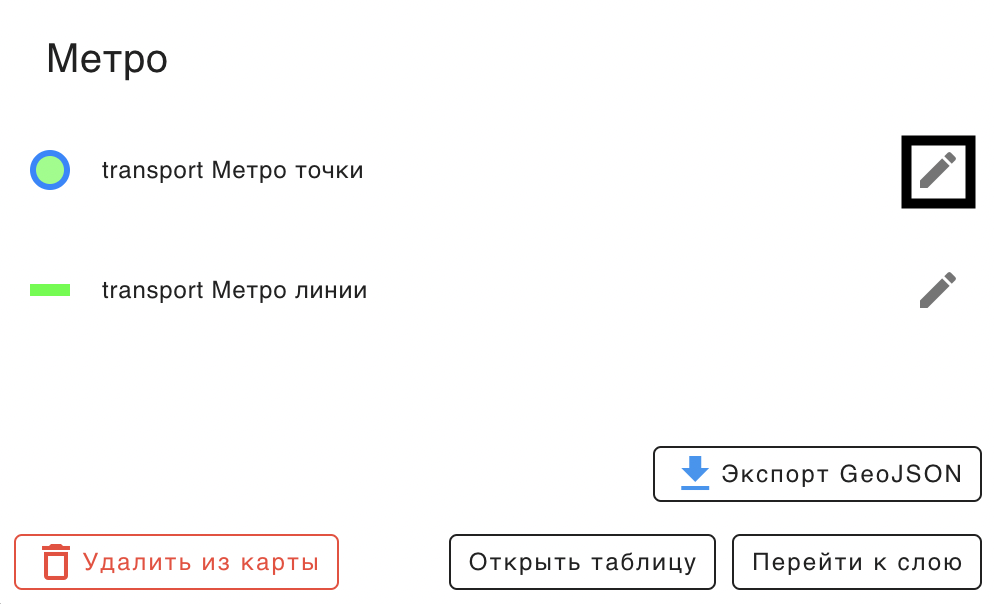 Метро
transport Метро точки
transport Метро линии
Экспорт GeoJSON
Удалить из карты
Открыть таблицу
Перейти к слою